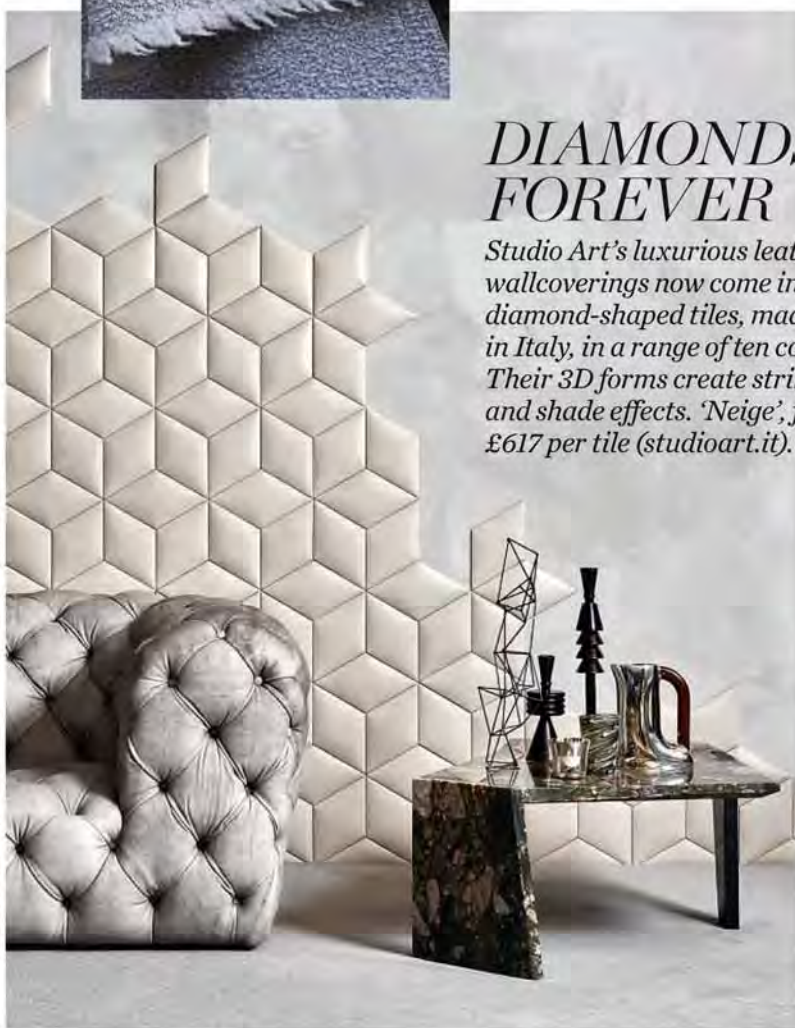 DIAMONDS
FOREVER
Studio Art's luxurious leat
wallcoverings now come in
diamond-shaped tiles, mad
in Italy, in a range of ten co
Their 3D forms create stri
and shade effects. ‘Neige’, f
£617 per tile (studioart.it).